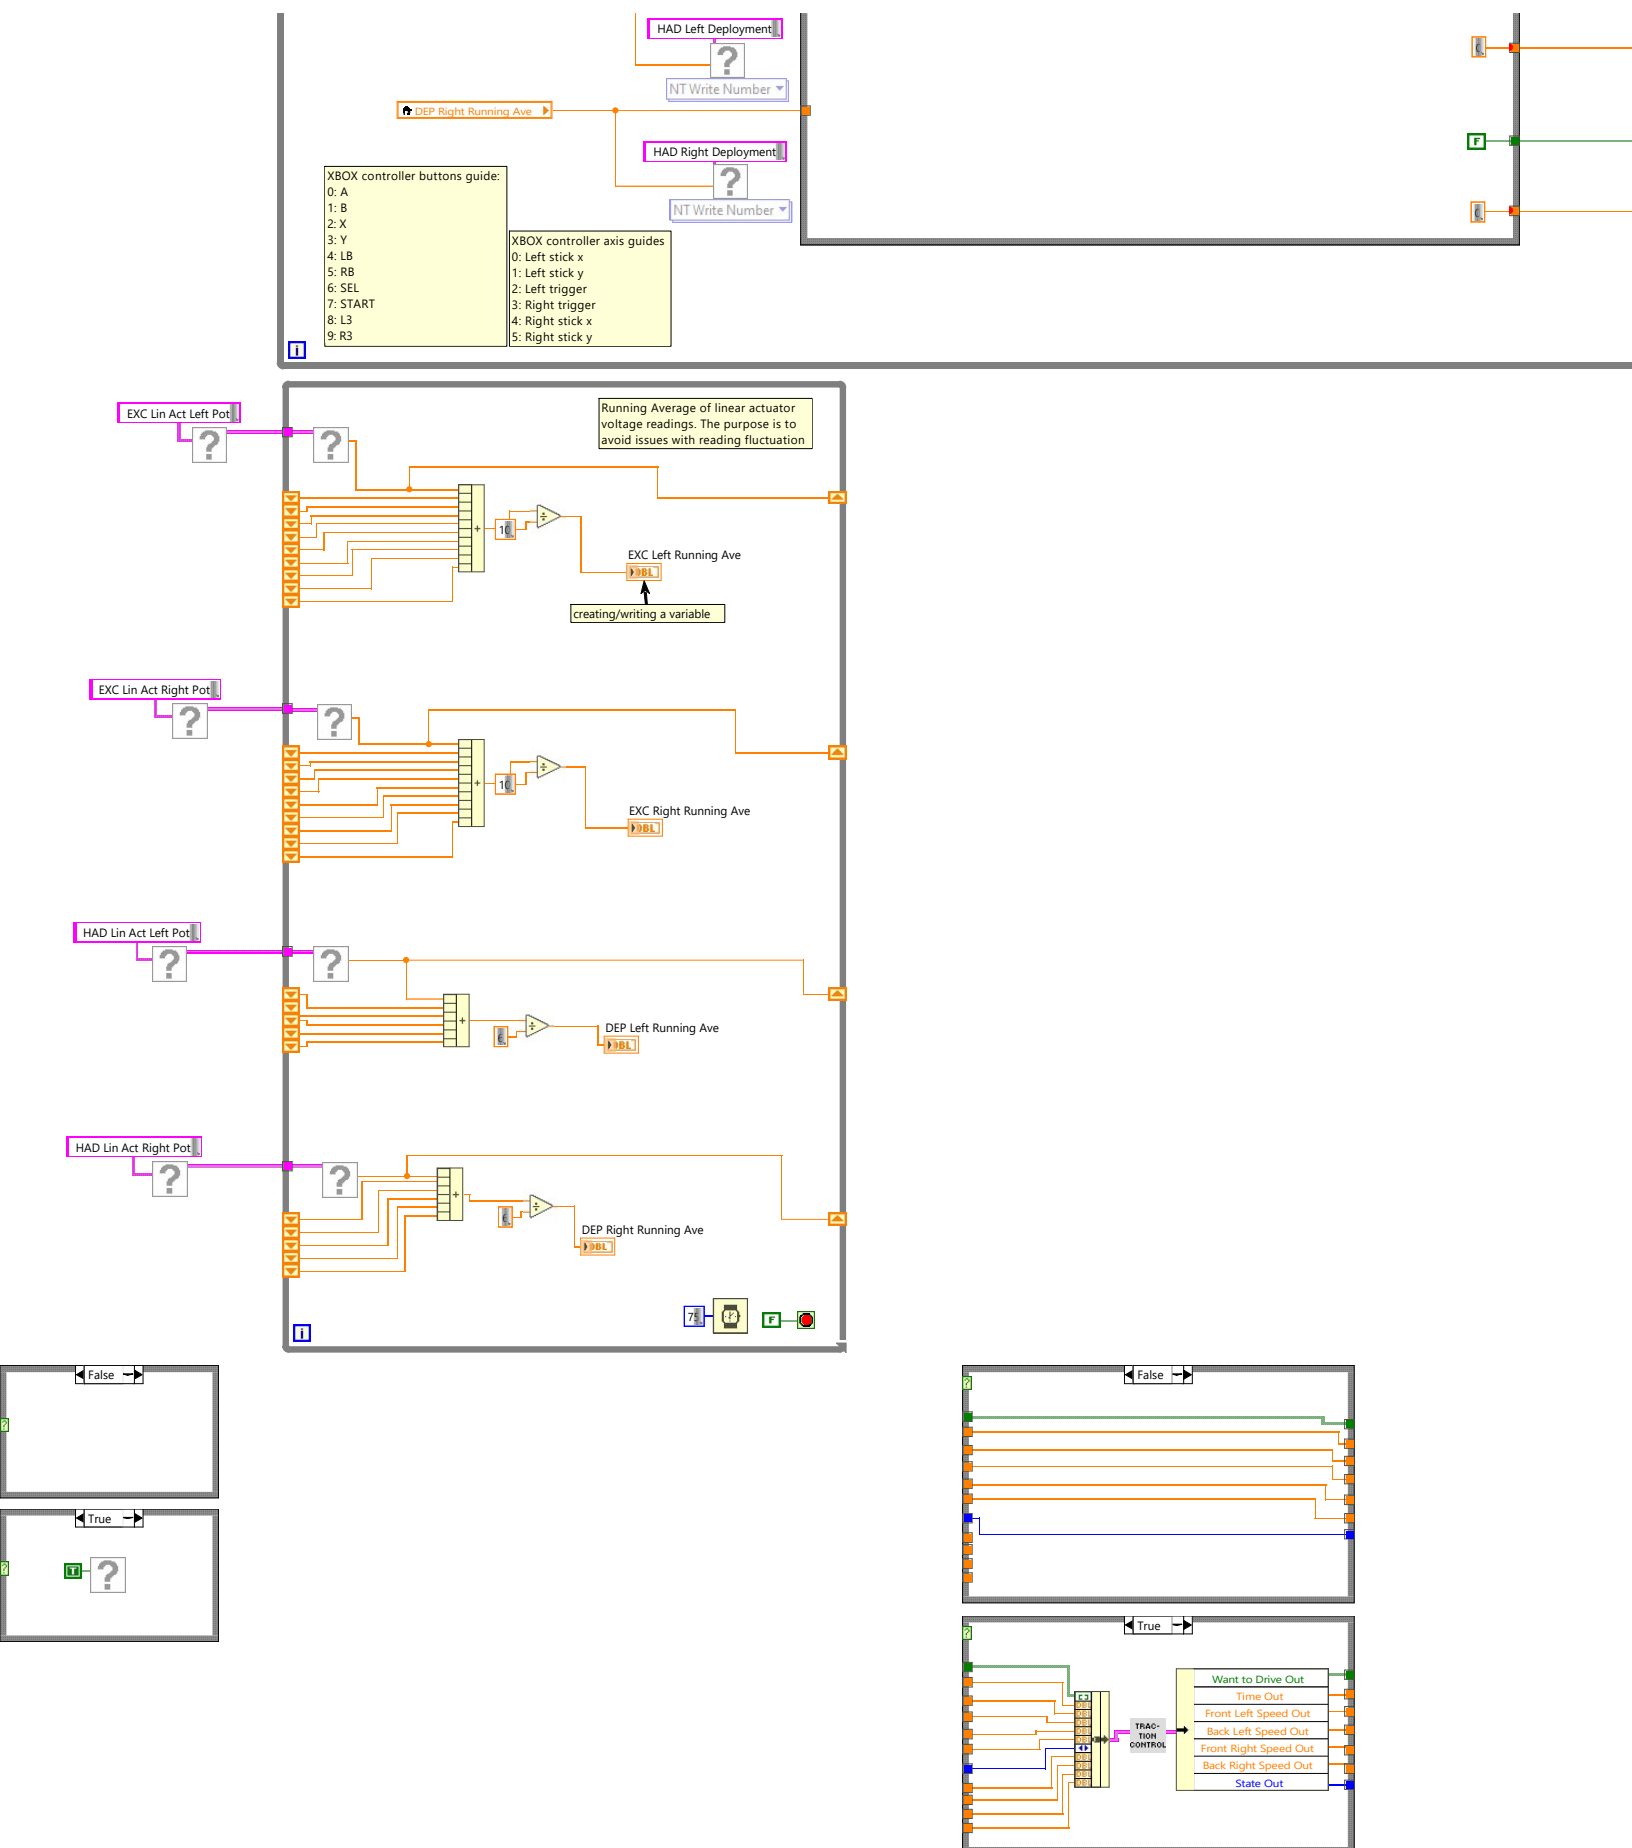 HAD Left Deployment
NT Write Number
DEP Right Running Ave
HAD Right Deployment
NT Write Number
F
XBOX controller buttons guide:
0: A
1: B
2: X
3: Y
4: LB
5: RB
6: SEL
7: START
8: L3
9: R3
XBOX controller axis guides
0: Left stick x
1: Left stick y
2: Left trigger
3: Right trigger
4: Right stick x
5: Right stick y
i
EXC Lin Act Left Pot
Running Average of linear actuator
voltage readings. The purpose is to
avoid issues with reading fluctuation
10
EXC Left Running Ave
DBL
creating/writing a variable
EXC Lin Act Right Pot
10
EXC Right Running Ave
DBL
HAD Lin Act Left Pot
DEP Left Running Ave
DBL
HAD Lin Act Right Pot
DEP Right Running Ave
DBL
75
F
i
False
True
T
False
True
TRAC-
TION
CONTROL
Want to Drive Out
Time Out
Front Left Speed Out
Back Left Speed Out
Front Right Speed Out
Back Right Speed Out
State Out